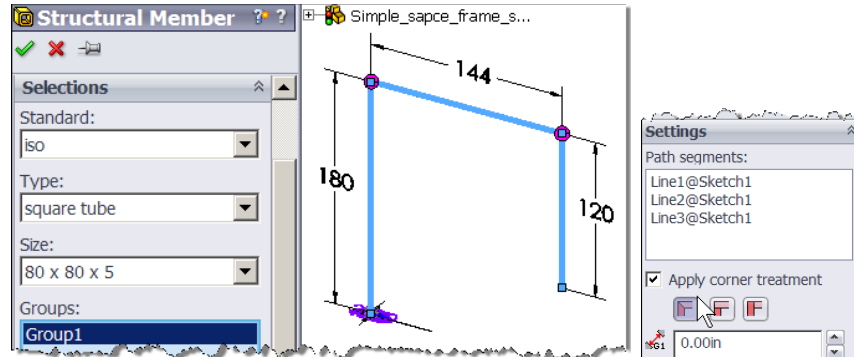 Structural Member ? ?
Simple_sapce_frame_s...
Selections
Standard:
iso
Type:
square tube
Size:
80 x 80 x 5
Groups:
Group1
144
180
120
Settings
Path segments:
Line1@Sketch1
Line2@Sketch1
Line3@Sketch1
Apply corner treatment
G1
0.00in